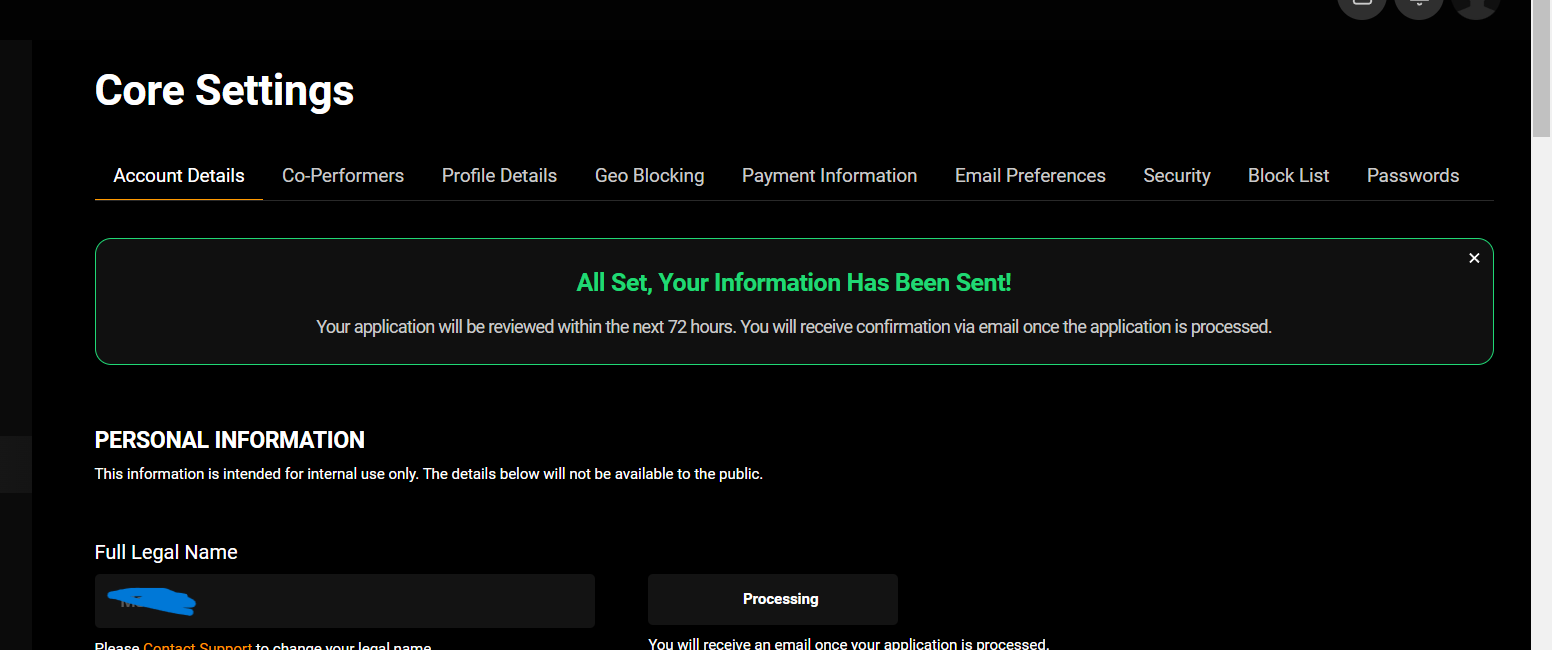 Core Settings
Account Details Co-Performers Profile Details Geo Blocking Payment Information Email Preferences Security Block List Passwords
All Set, Your Information Has Been Sent!
Your application will be reviewed within the next 72 hours. You will receive confirmation via email once the application is processed.
PERSONAL INFORMATION
This information is intended for internal use only. The details below will not be available to the public.
Full Legal Name
Processing
Please Contact Support to change your legal name
You will receive an email once your application is processed.